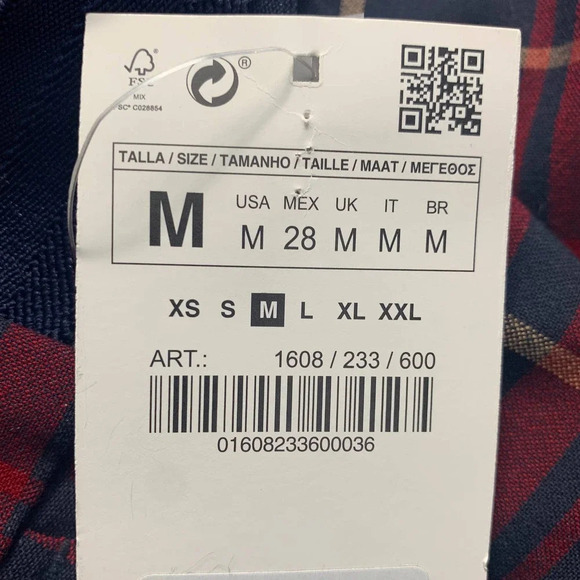 FSC
®
MIX
FSC® C028854
TALLA / SIZE / TAMANHO / TAILLE / MAAT / ΜΕΓΕΘΟΣ
M
USA MEX UK IT BR
M 28 M M M
XS S M L XL XXL
ART.: 1608 / 233 / 600
01608233600036